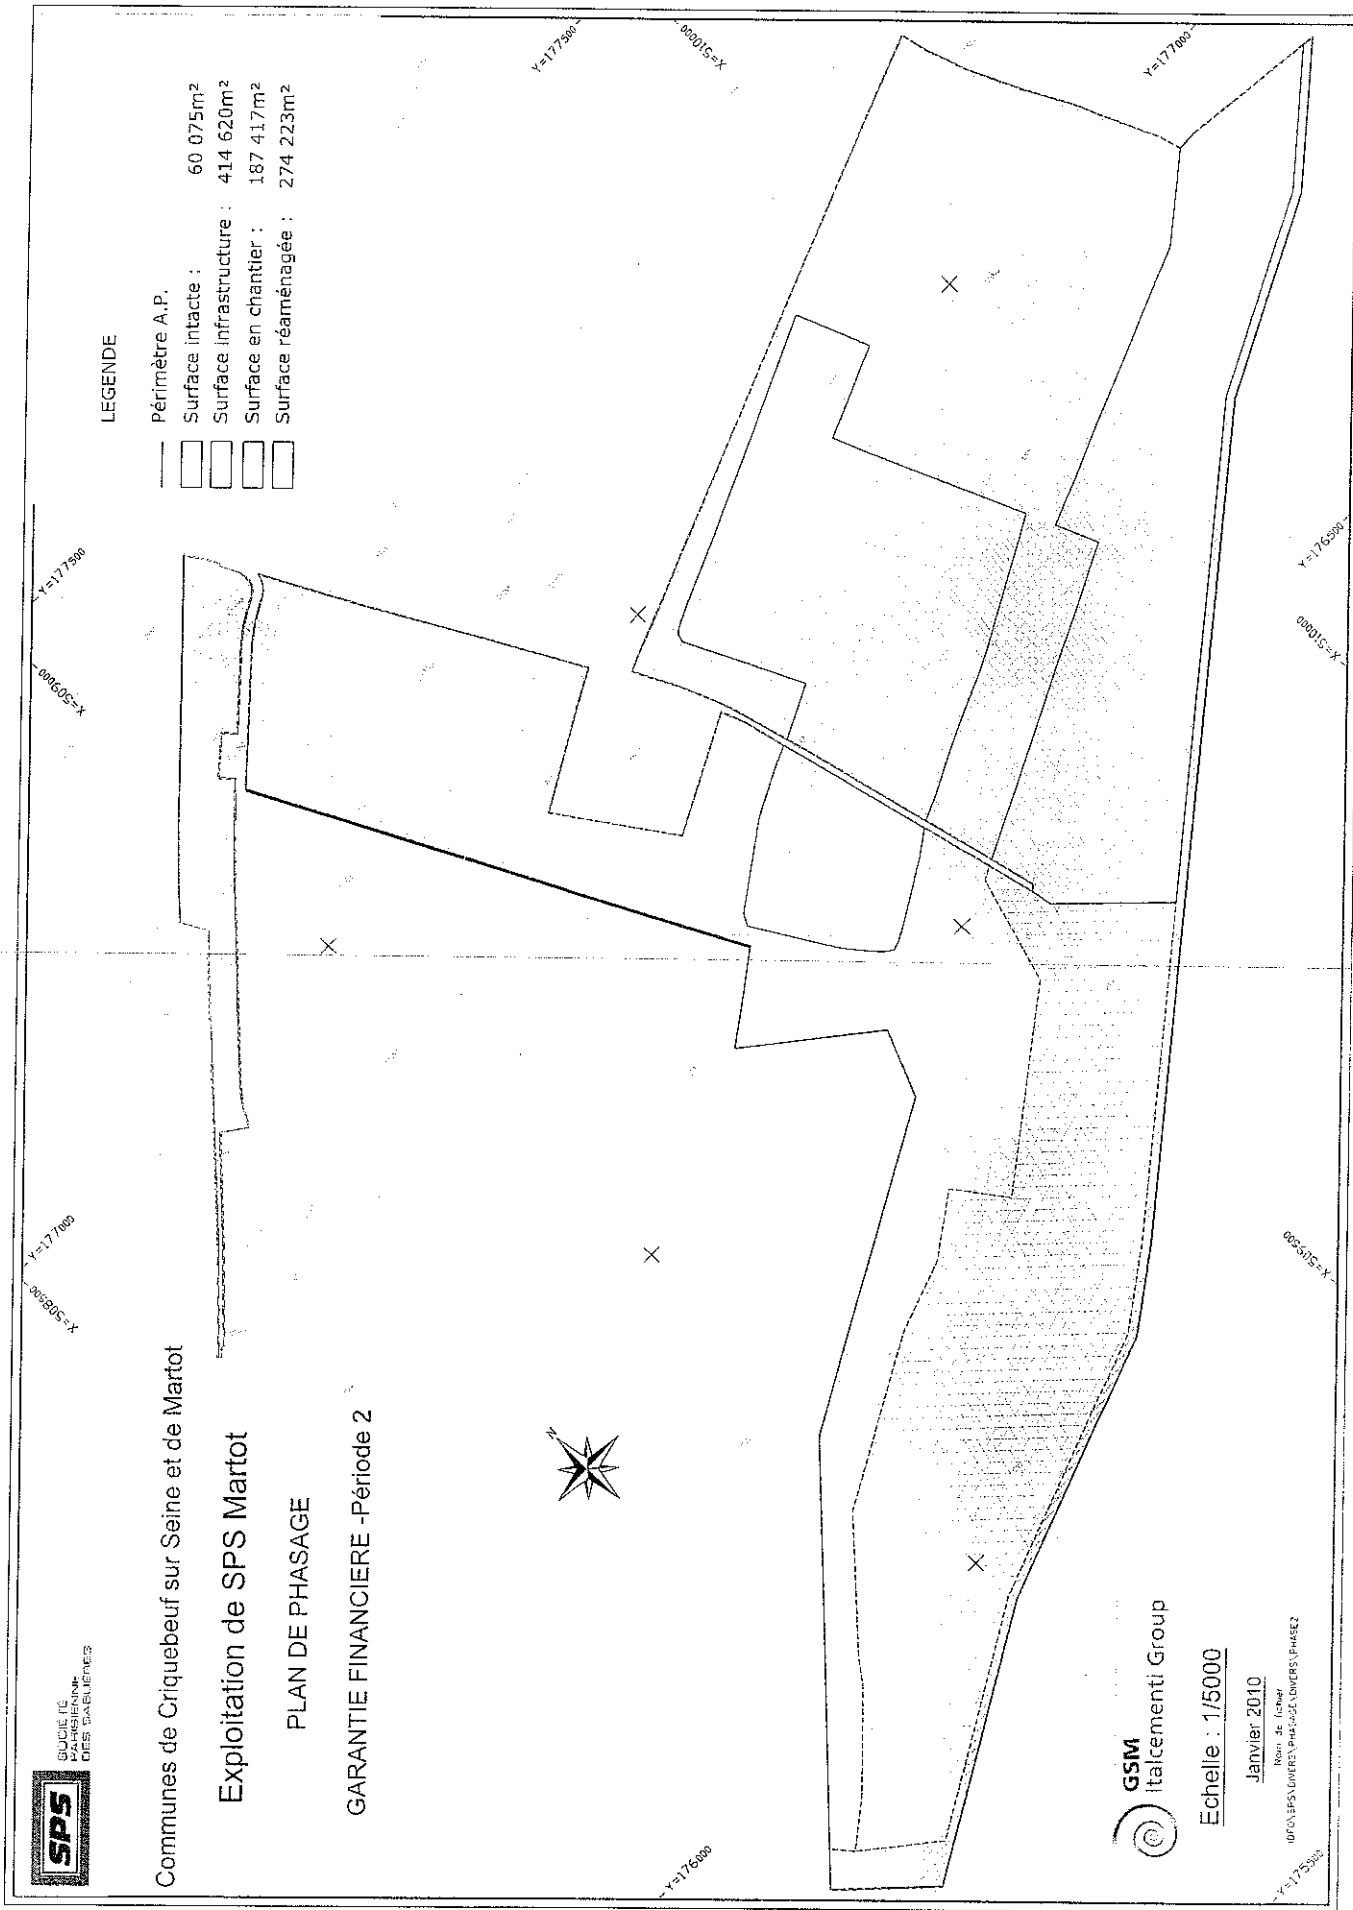 SPS
SOCIÉTÉ
PARISIENNE
DES SABLIÈRES
Communes de Criquebeuf sur Seine et de Martot
Exploitation de SPS Martot
PLAN DE PHASAGE
GARANTIE FINANCIERE -Période 2
LEGENDE
Périmètre A.P.
Surface intacte : 60 075m²
Surface infrastructure : 414 620m²
Surface en chantier : 187 417m²
Surface réaménagée : 274 223m²
X=508500
Y=177000
X=509000
Y=177500
Y=177500
X=510000
Y=177000
Y=176500
X=510000
X=509500
Y=176000
Y=175500
N
GSM
Italcementi Group
Echelle : 1/5000
Janvier 2010
Nom de fichier